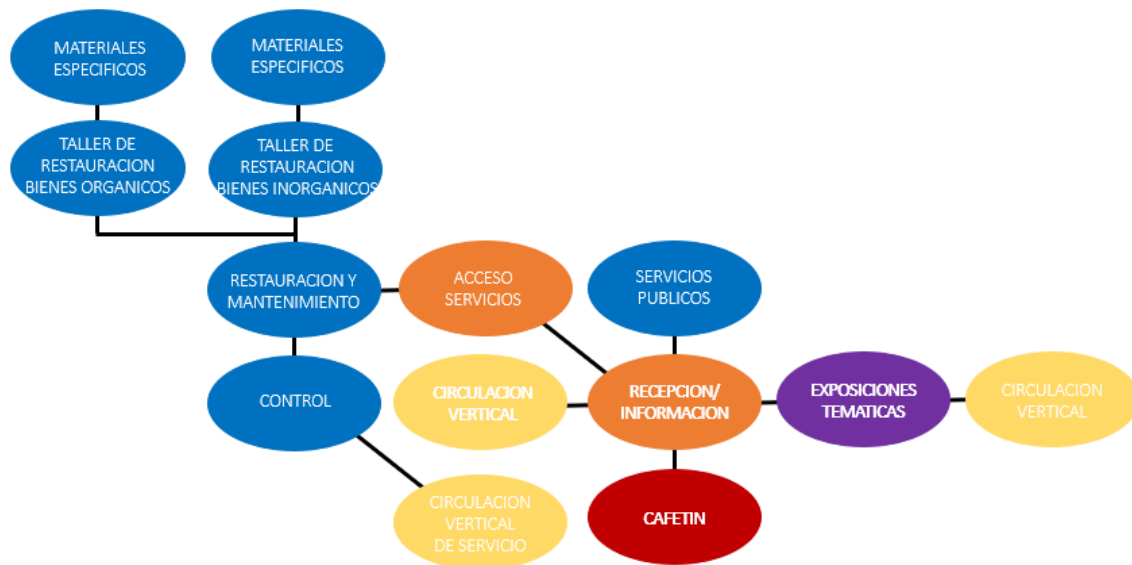 MATERIALES
ESPECIFICOS
MATERIALES
ESPECIFICOS
TALLER DE
RESTAURACION
BIENES ORGANICOS
TALLER DE
RESTAURACION
BIENES INORGANICOS
RESTAURACION Y
MANTENIMIENTO
ACCESO
SERVICIOS
SERVICIOS
PUBLICOS
CONTROL
CIRCULACION
VERTICAL
RECEPCION/
INFORMACION
EXPOSICIONES
TEMATICAS
CIRCULACION
VERTICAL
CIRCULACION
VERTICAL
DE SERVICIO
CAFETIN